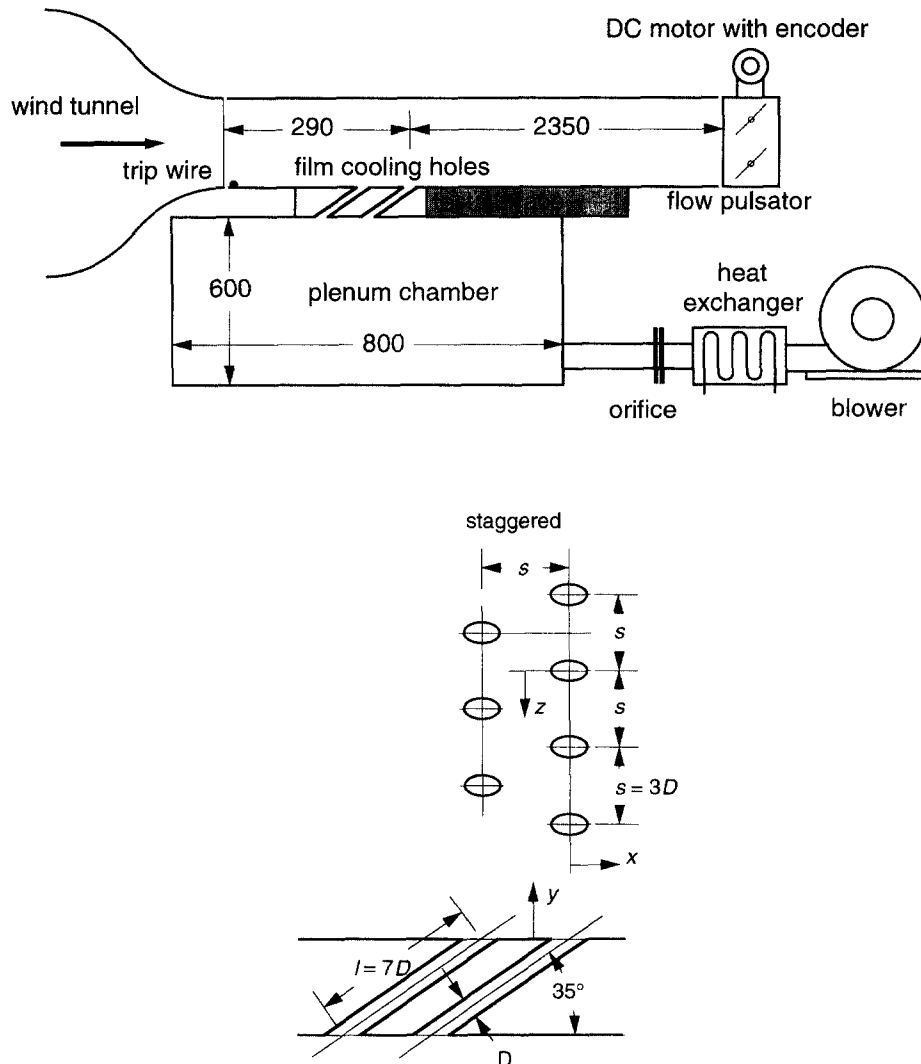 DC motor with encoder
wind tunnel
290
2350
trip wire
film cooling holes
flow pulsator
600
plenum chamber
heat
exchanger
800
orifice
blower
staggered
s
s
z
s
s = 3D
x
y
l = 7D
35°
D